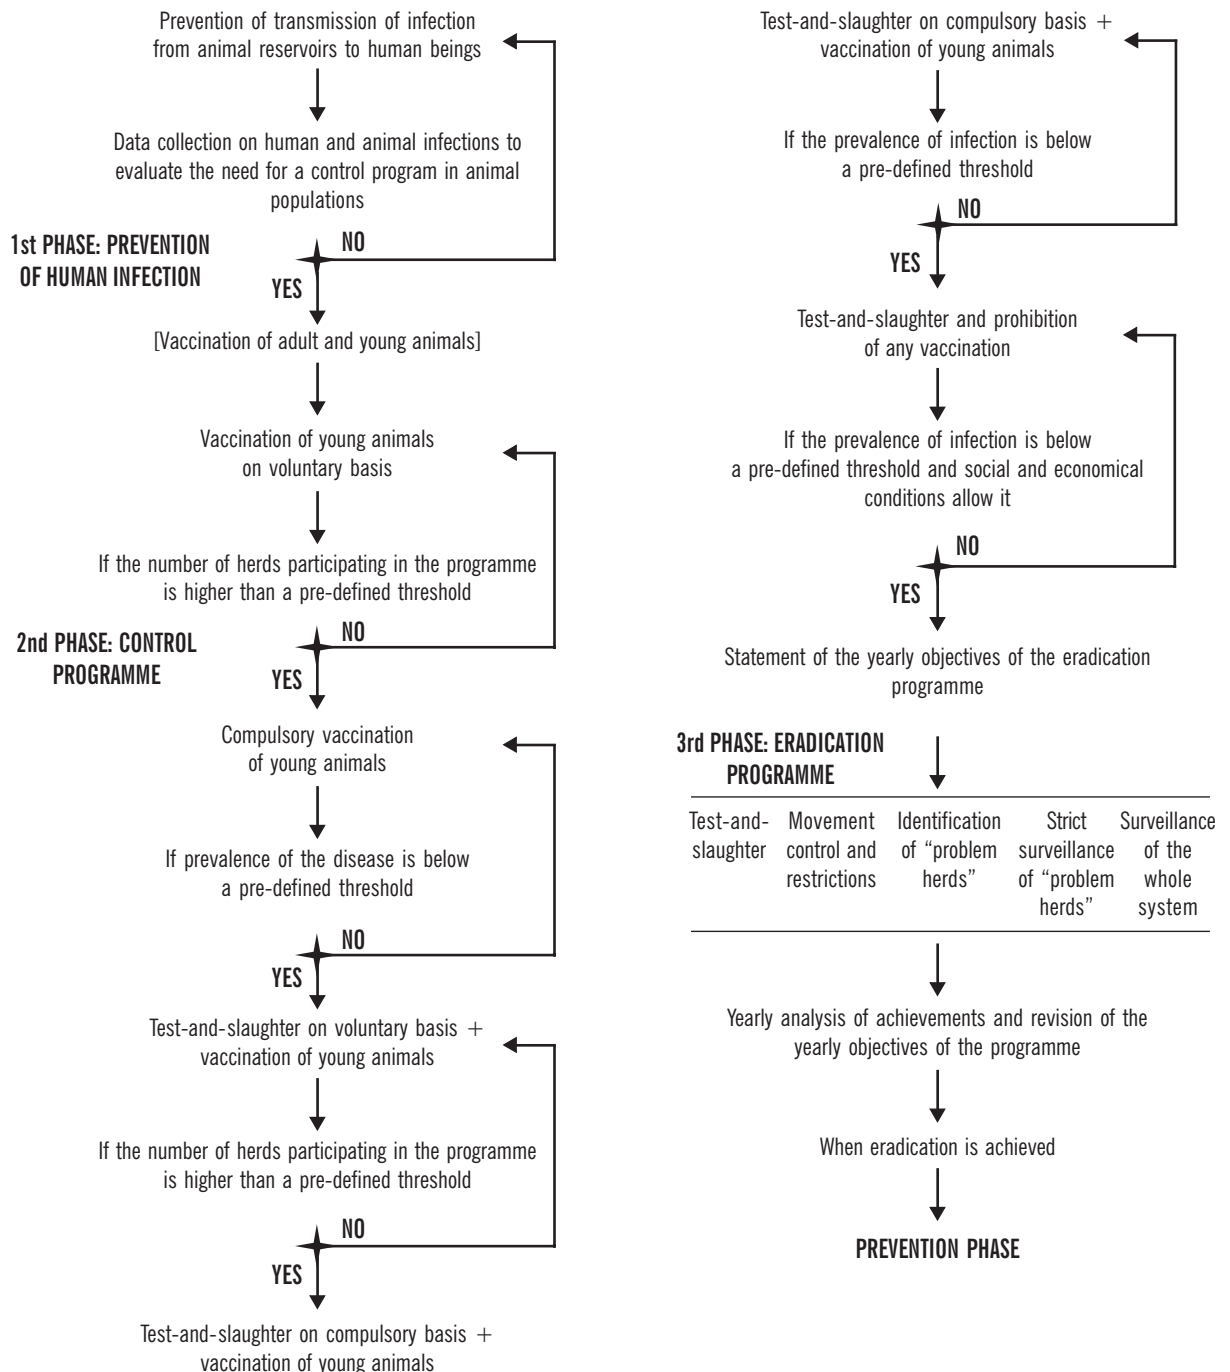 Prevention of transmission of infection
from animal reservoirs to human beings
Data collection on human and animal infections to
evaluate the need for a control program in animal
populations
1st PHASE: PREVENTION
OF HUMAN INFECTION
NO
YES
[Vaccination of adult and young animals]
Vaccination of young animals
on voluntary basis
If the number of herds participating in the programme
is higher than a pre-defined threshold
2nd PHASE: CONTROL
PROGRAMME
NO
YES
Compulsory vaccination
of young animals
If prevalence of the disease is below
a pre-defined threshold
NO
YES
Test-and-slaughter on voluntary basis +
vaccination of young animals
If the number of herds participating in the programme
is higher than a pre-defined threshold
NO
YES
Test-and-slaughter on compulsory basis +
vaccination of young animals
Test-and-slaughter on compulsory basis +
vaccination of young animals
If the prevalence of infection is below
a pre-defined threshold
NO
YES
Test-and-slaughter and prohibition
of any vaccination
If the prevalence of infection is below
a pre-defined threshold and social and economical
conditions allow it
NO
YES
Statement of the yearly objectives of the eradication
programme
3rd PHASE: ERADICATION
PROGRAMME
Test-and-
slaughter
Movement
control and
restrictions
Identification
of “problem
herds”
Strict
surveillance
of “problem
herds”
Surveillance
of the
whole
system
Yearly analysis of achievements and revision of the
yearly objectives of the programme
When eradication is achieved
PREVENTION PHASE